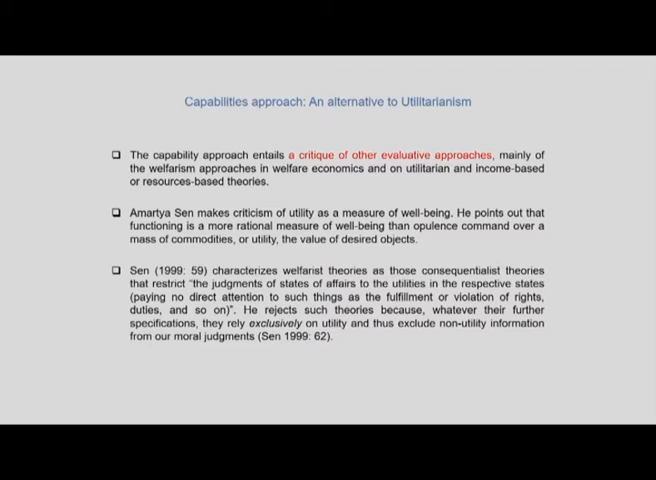 Capabilities approach: An alternative to Utilitarianism
❑ The capability approach entails a critique of other evaluative approaches, mainly of
the welfarism approaches in welfare economics and on utilitarian and income-based
or resources-based theories.
❑ Amartya Sen makes criticism of utility as a measure of well-being. He points out that
functioning is a more rational measure of well-being than opulence command over a
mass of commodities, or utility, the value of desired objects.
❑ Sen (1999: 59) characterizes welfarist theories as those consequentialist theories
that restrict “the judgments of states of affairs to the utilities in the respective states
(paying no direct attention to such things as the fulfillment or violation of rights,
duties, and so on)”. He rejects such theories because, whatever their further
specifications, they rely exclusively on utility and thus exclude non-utility information
from our moral judgments (Sen 1999: 62).